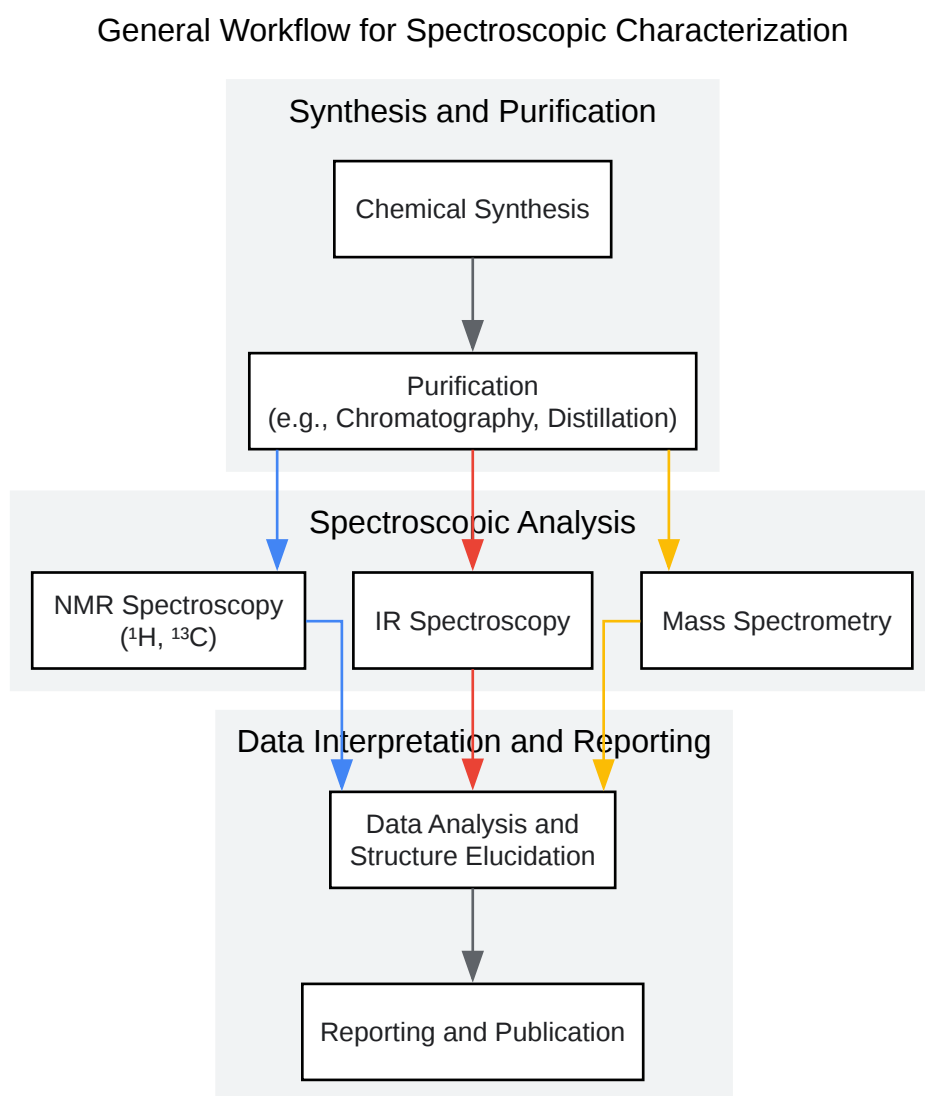 General Workflow for Spectroscopic Characterization
Synthesis and Purification
Chemical Synthesis
Purification
(e.g., Chromatography, Distillation)
Spectroscopic Analysis
NMR Spectroscopy
(¹H, ¹³C)
IR Spectroscopy
Mass Spectrometry
Data Interpretation and Reporting
Data Analysis and
Structure Elucidation
Reporting and Publication